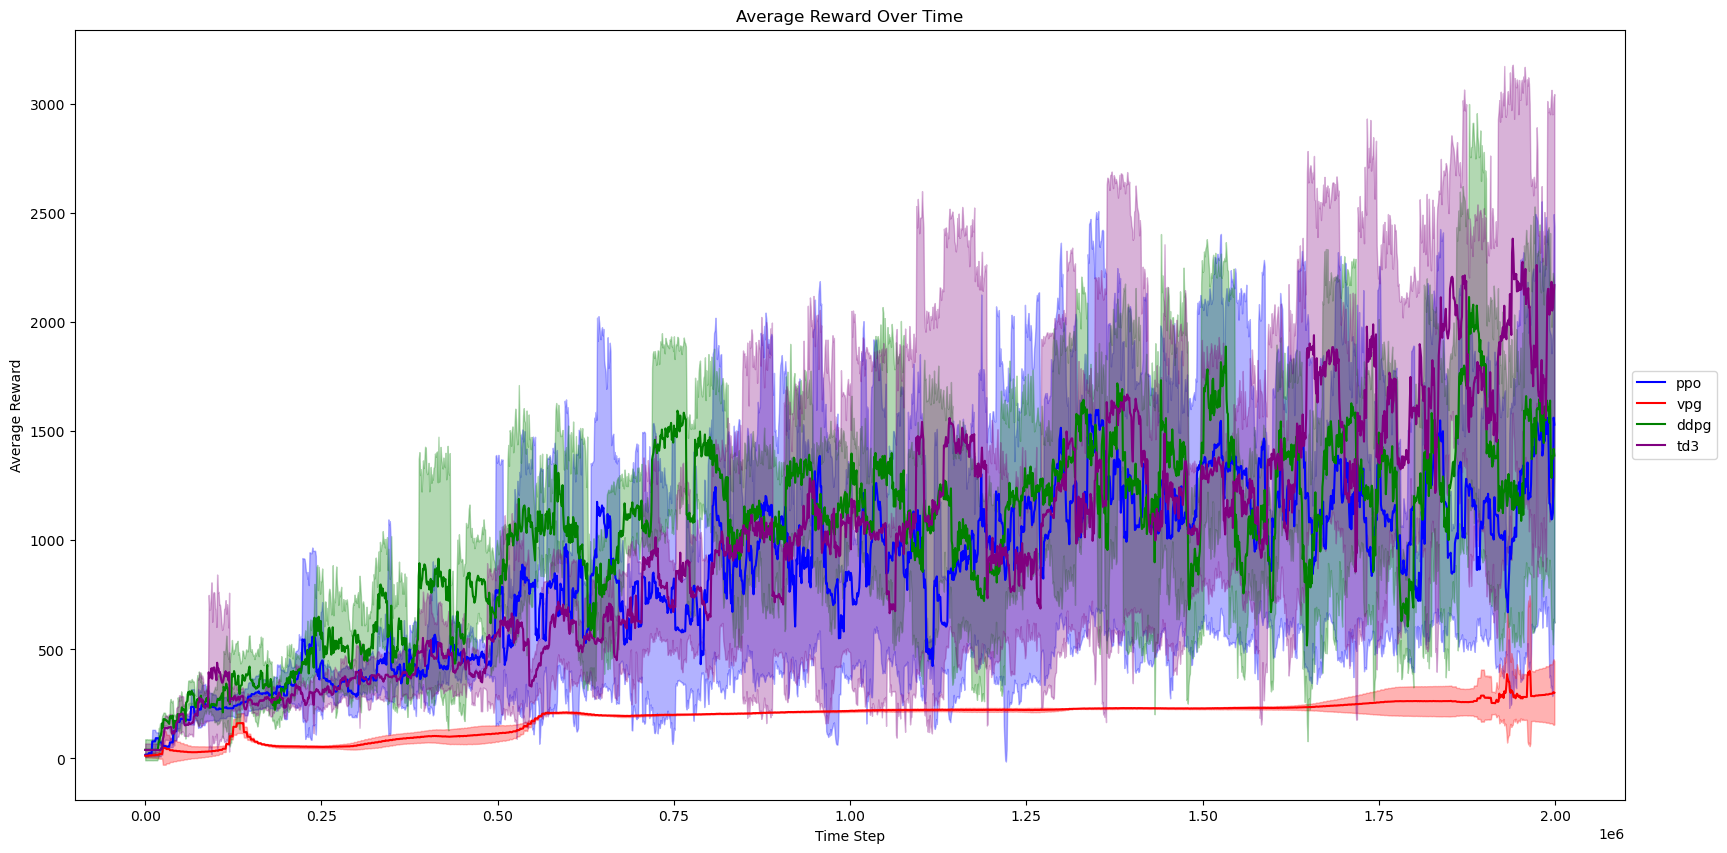 Average Reward Over Time
Average Reward
3000
2500
2000
1500
1000
500
0
0.00 0.25 0.50 0.75 1.00 1.25 1.50 1.75 2.00
1e6
Time Step
ppo
vpg
ddpg
td3